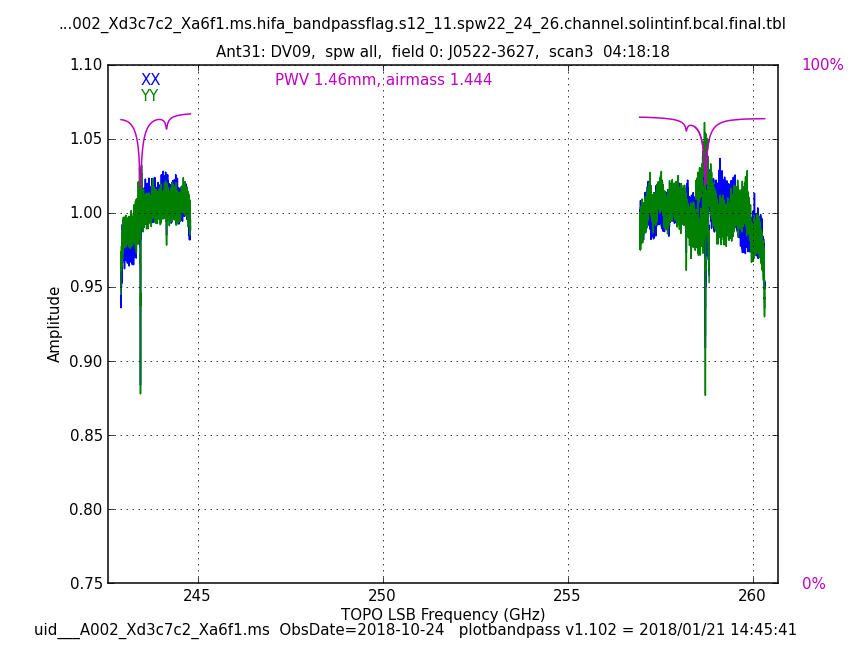 ...002_Xd3c7c2_Xa6f1.ms.hifa_bandpassflag.s12_11.spw22_24_26.channel.solintinf.bcal.final.tbl
Ant31: DV09,  spw all,  field 0: J0522-3627,  scan3  04:18:18
1.10
100%
XX
PWV 1.46mm, airmass 1.444
YY
1.05
1.00
0.95
Amplitude
0.90
0.85
0.80
0.75
0%
245
250
255
260
TOPO LSB Frequency (GHz)
uid___A002_Xd3c7c2_Xa6f1.ms  ObsDate=2018-10-24   plotbandpass v1.102 = 2018/01/21 14:45:41